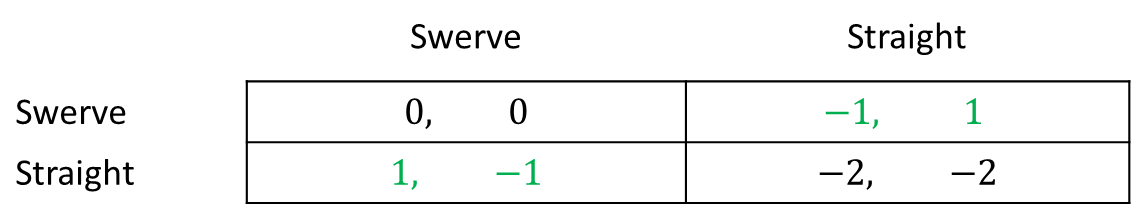 Swerve Straight
Swerve 0, 0 −1, 1
Straight 1, −1 −2, −2